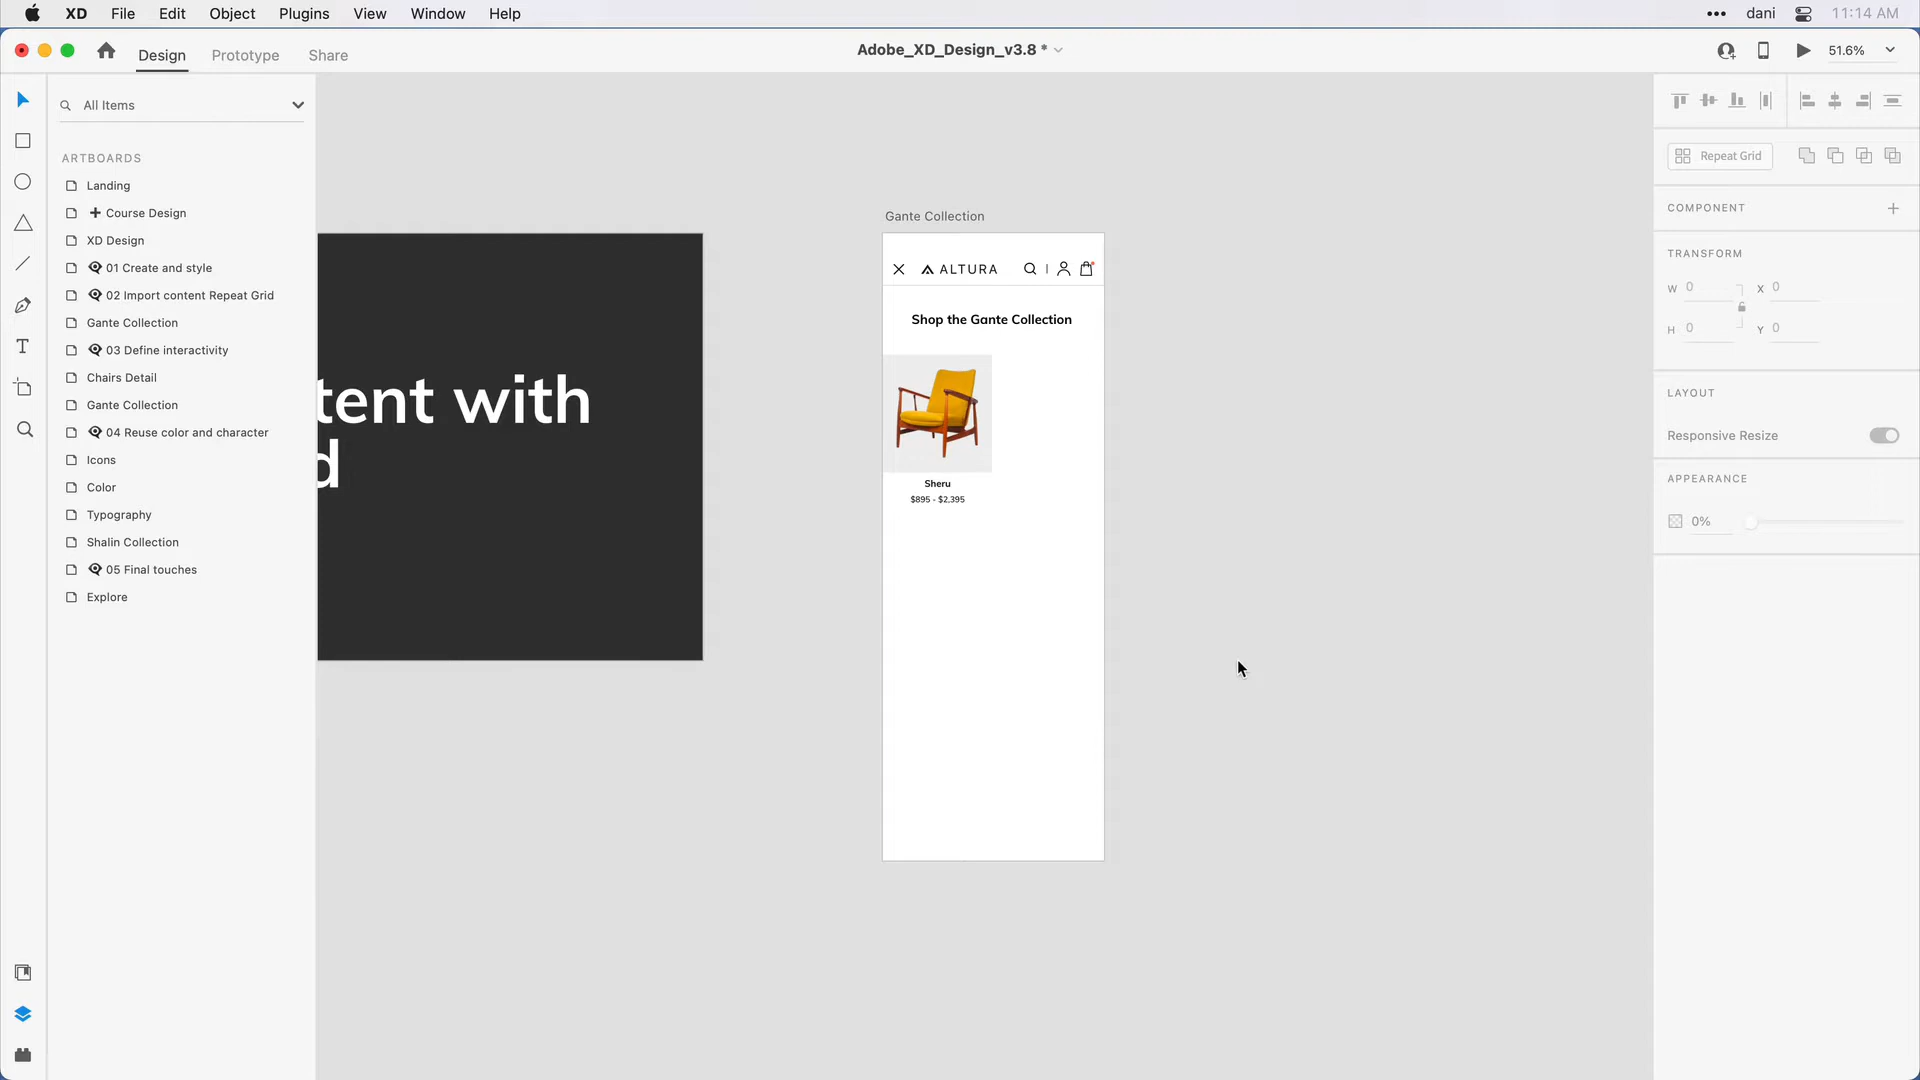 XD File Edit Object Plugins View Window Help
dani 11:14 AM
Design Prototype Share
Adobe_XD_Design_v3.8 *
51.6%
All Items
ARTBOARDS
Landing
Course Design
XD Design
01 Create and style
02 Import content Repeat Grid
Gante Collection
03 Define interactivity
Chairs Detail
Gante Collection
04 Reuse color and character
Icons
Color
Typography
Shalin Collection
05 Final touches
Explore
tent with
d
Gante Collection
ALTURA
Shop the Gante Collection
Sheru
$895 - $2,395
Repeat Grid
COMPONENT
TRANSFORM
W 0 X 0
H 0 Y 0
LAYOUT
Responsive Resize
APPEARANCE
0%